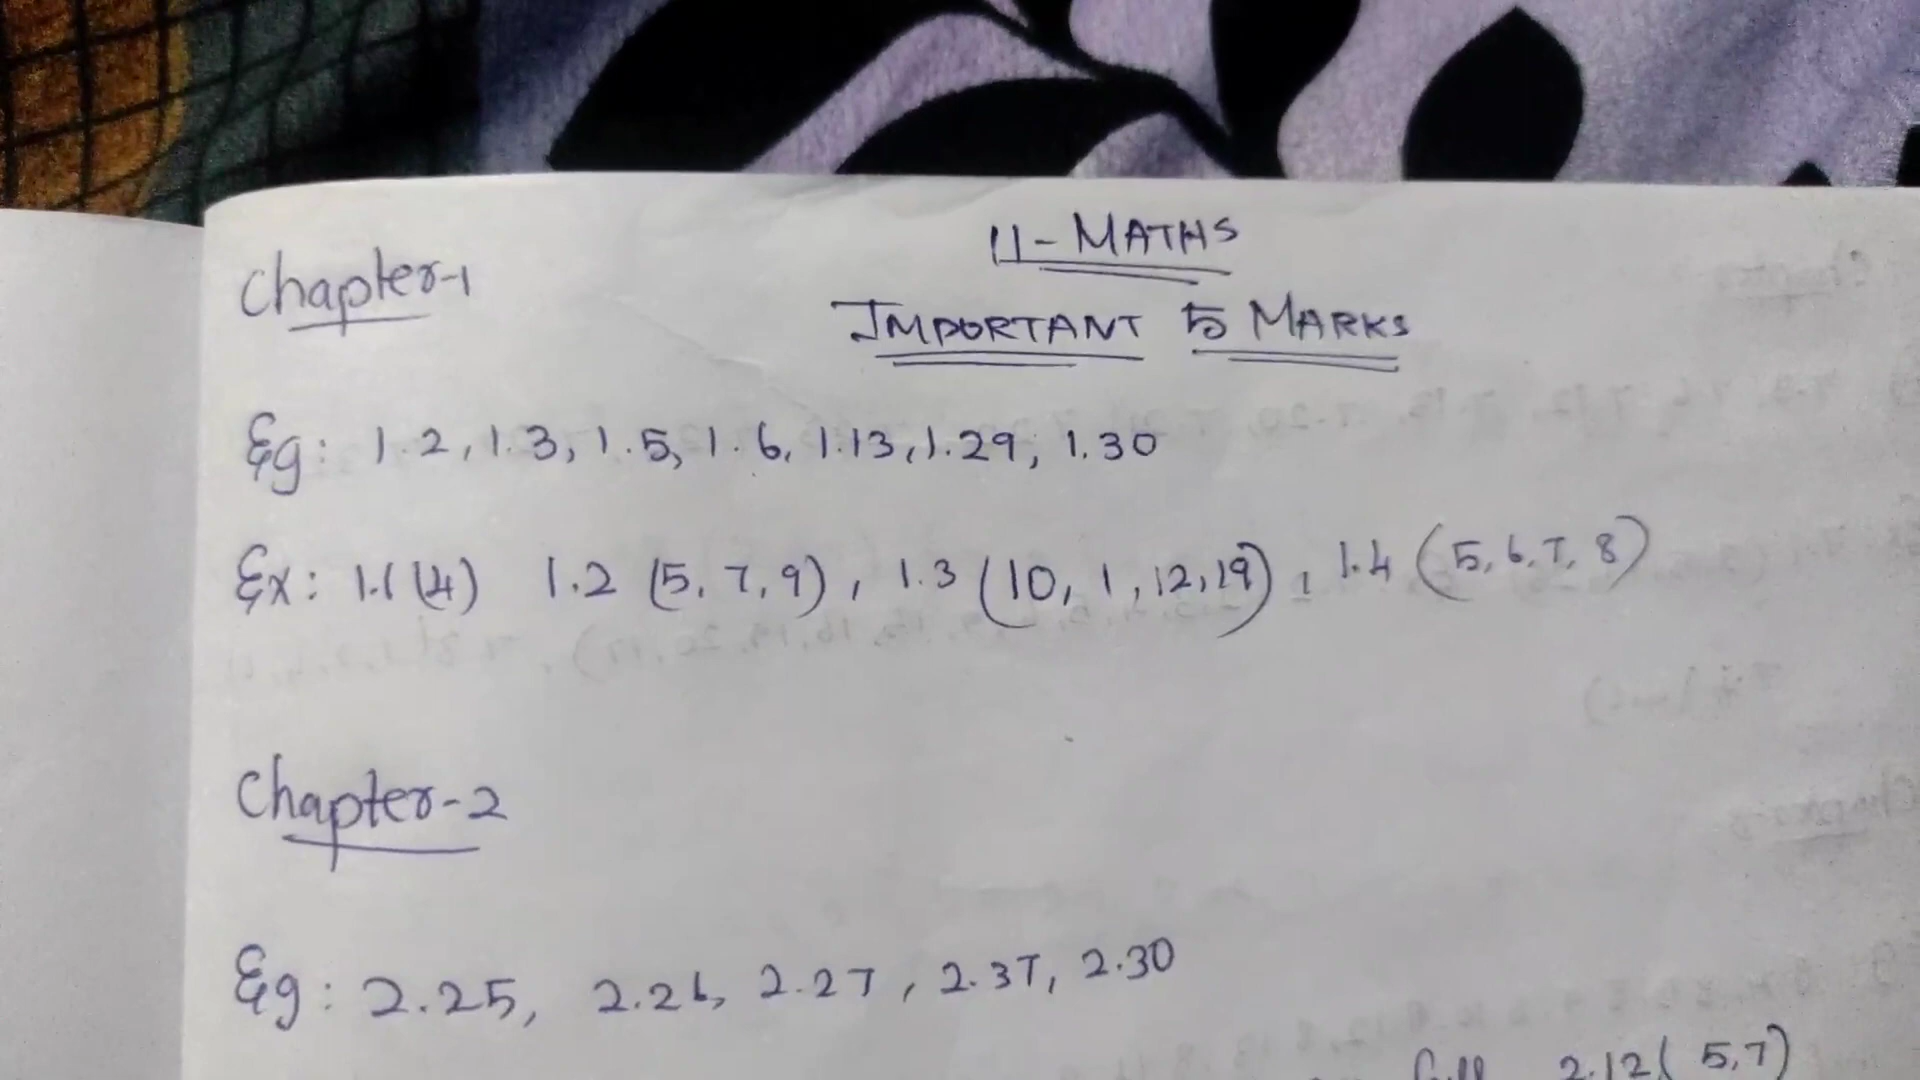 11-MATHS
Chapter-1
IMPORTANT 5 MARKS
Eg: 1.2, 1.3, 1.5, 1.6, 1.13, 1.29, 1.30
Ex: 1.1(4) 1.2 (5, 7, 9), 1.3 (10, 1, 12, 19), 1.4 (5, 6, 7, 8)
Chapter-2
Eg: 2.25, 2.26, 2.27, 2.37, 2.30
full 2.12( 5,7)